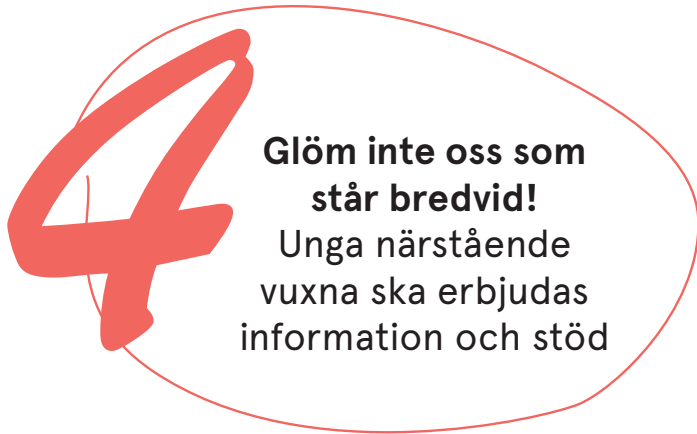 4
Glöm inte oss som
står bredvid!
Unga närstående
vuxna ska erbjudas
information och stöd